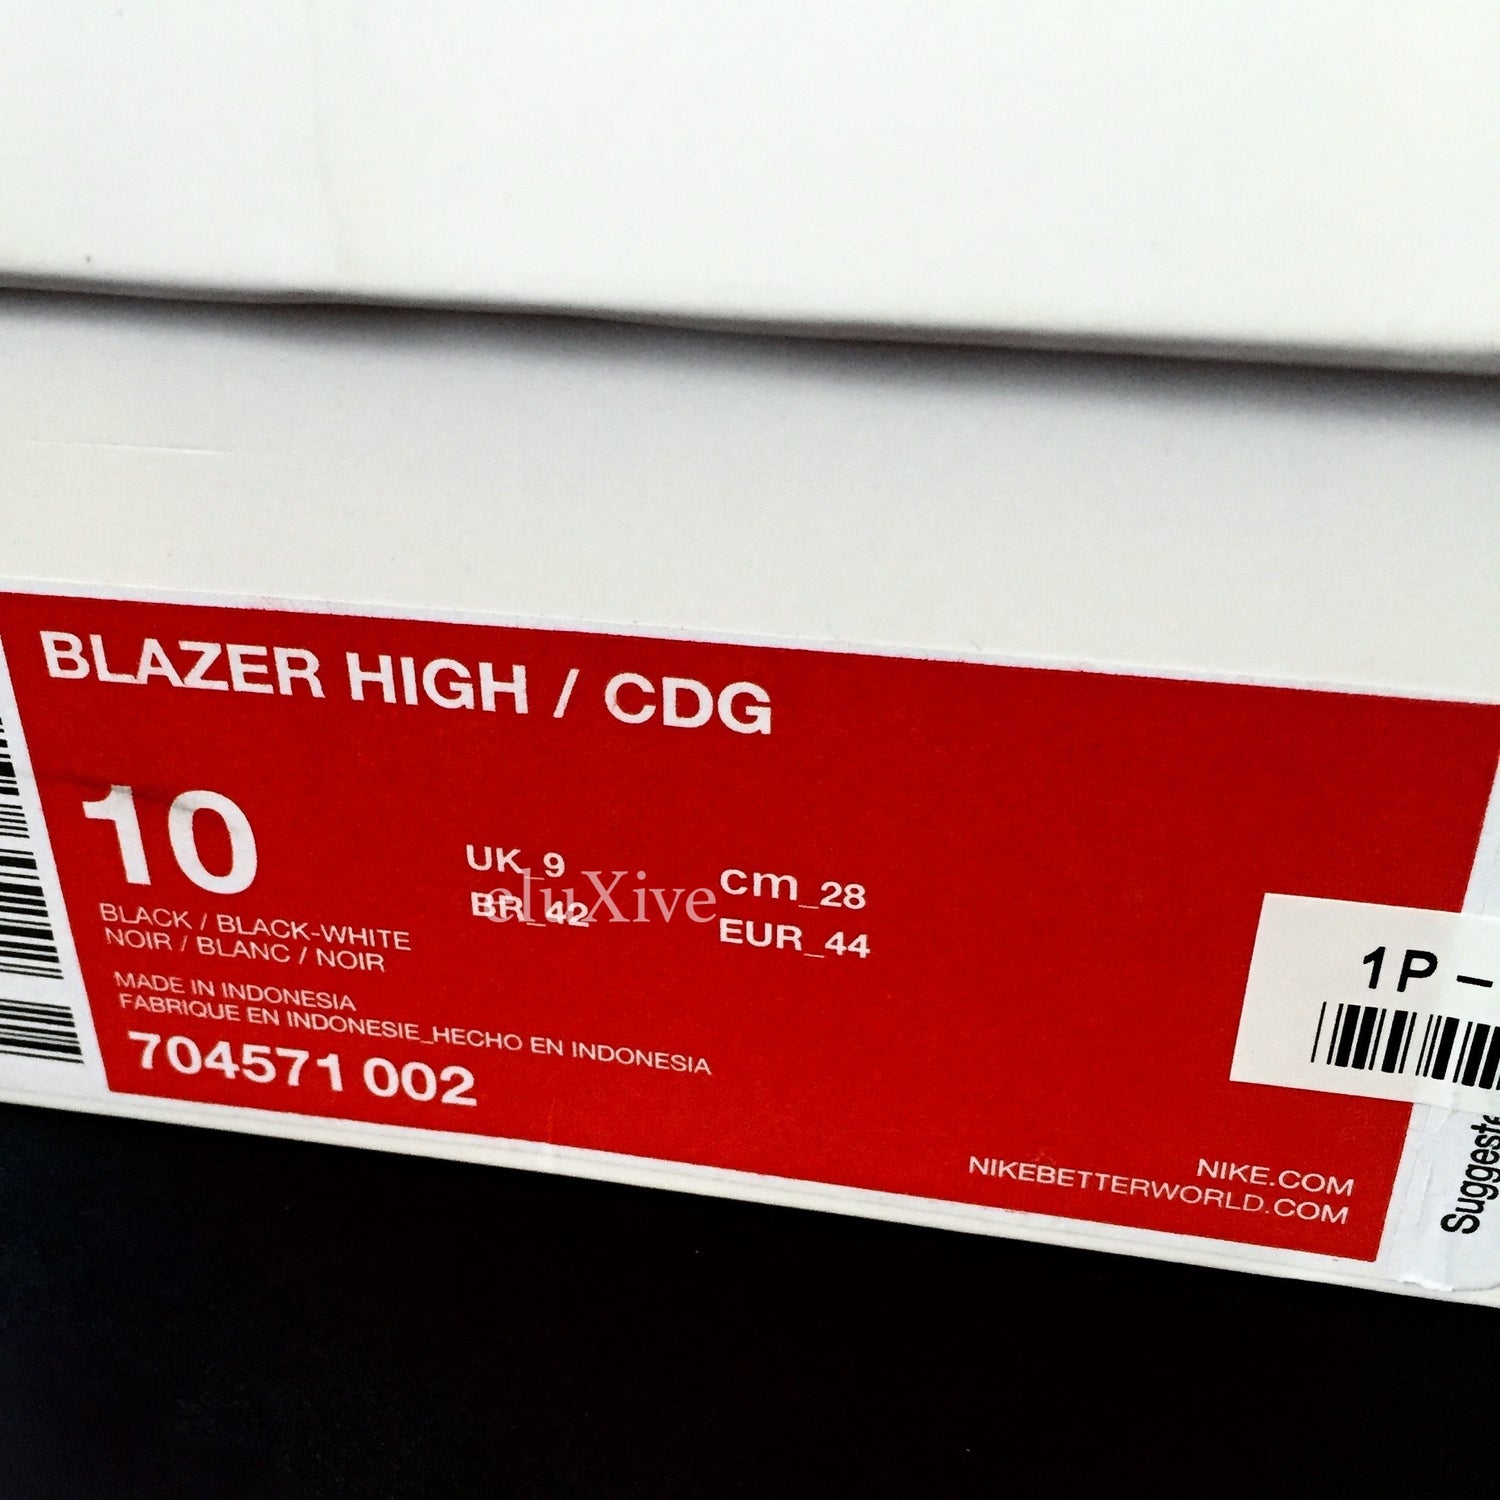 BLAZER HIGH / CDG
10
UK_9
BR_42
cm_28
EUR_44
eluXive
BLACK / BLACK-WHITE
NOIR / BLANC / NOIR
MADE IN INDONESIA
FABRIQUE EN INDONESIE_HECHO EN INDONESIA
704571 002
NIKE.COM
NIKEBETTERWORLD.COM
1P –